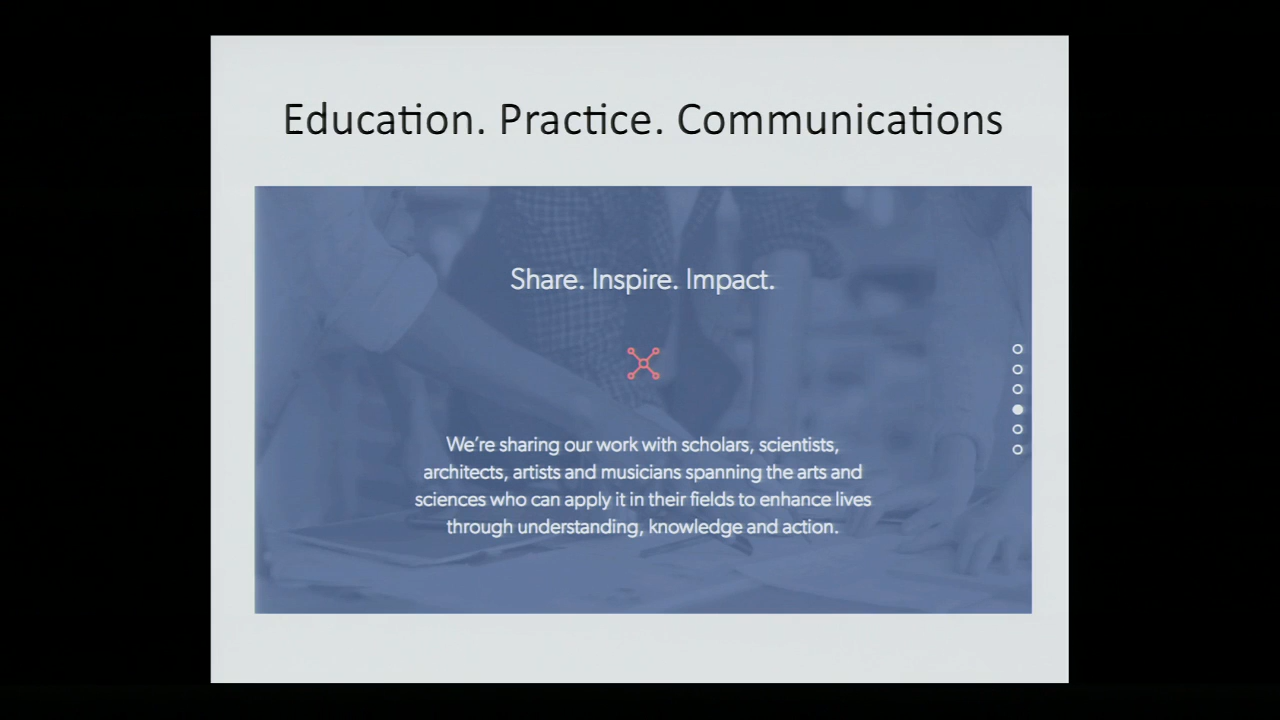 Education. Practice. Communications
Share. Inspire. Impact.
We're sharing our work with scholars, scientists,
architects, artists and musicians spanning the arts and
sciences who can apply it in their fields to enhance lives
through understanding, knowledge and action.